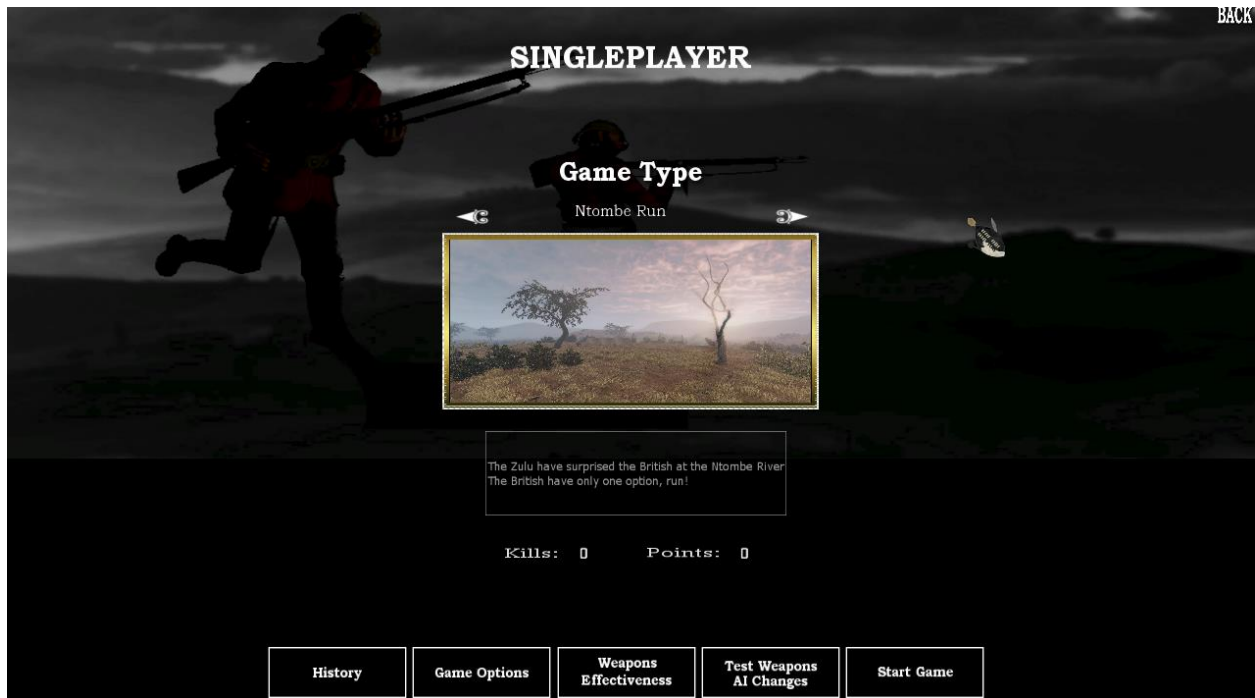 BACK
SINGLEPLAYER
Game Type
Ntombe Run
The Zulu have surprised the British at the Ntombe River
The British have only one option, run!
Kills: 0 Points: 0
History
Game Options
Weapons
Effectiveness
Test Weapons
AI Changes
Start Game